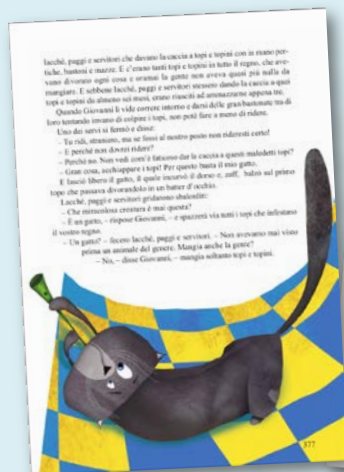 lacchè, paggi e servitori che davano la caccia a topi e topini con in mano per-
tiche, bastoni e mazze. E c'erano tanti topi e topini in tutto il regno, che ave-
vano divorato ogni cosa e oramai la gente non aveva quasi più nulla da
mangiare. E sebbene lacchè, paggi e servitori stessero dando la caccia a quei
topi e topini da almeno sei mesi, erano riusciti ad ammazzarne appena tre.
Quando Giovanni li vide correre intorno e darsi delle gran bastonate tra di
loro tentando invano di colpire i topi, non poté fare a meno di ridere.
Uno dei servi si fermò e disse:
– Tu ridi, straniero, ma se fossi al nostro posto non rideresti certo!
– E perché non dovrei ridere?
– Perché no. Non vedi com'è faticoso dar la caccia a questi maledetti topi?
– Gran cosa, acchiappare i topi! Per questo basta il mio gatto.
E lasciò libero il gatto, il quale incurvò il dorso e, zaff, balzò sul primo
topo che passava divorandolo in un batter d'occhio.
Lacchè, paggi e servitori gridarono sbalorditi:
– Che miracolosa creatura è mai questa?
– È un gatto, – rispose Giovanni, – e spazzerà via tutti i topi che infestano
il vostro regno.
– Un gatto? – fecero lacchè, paggi e servitori. – Non avevamo mai visto
prima un animale del genere. Mangia anche la gente?
– No, – disse Giovanni, – mangia soltanto topi e topini.
377